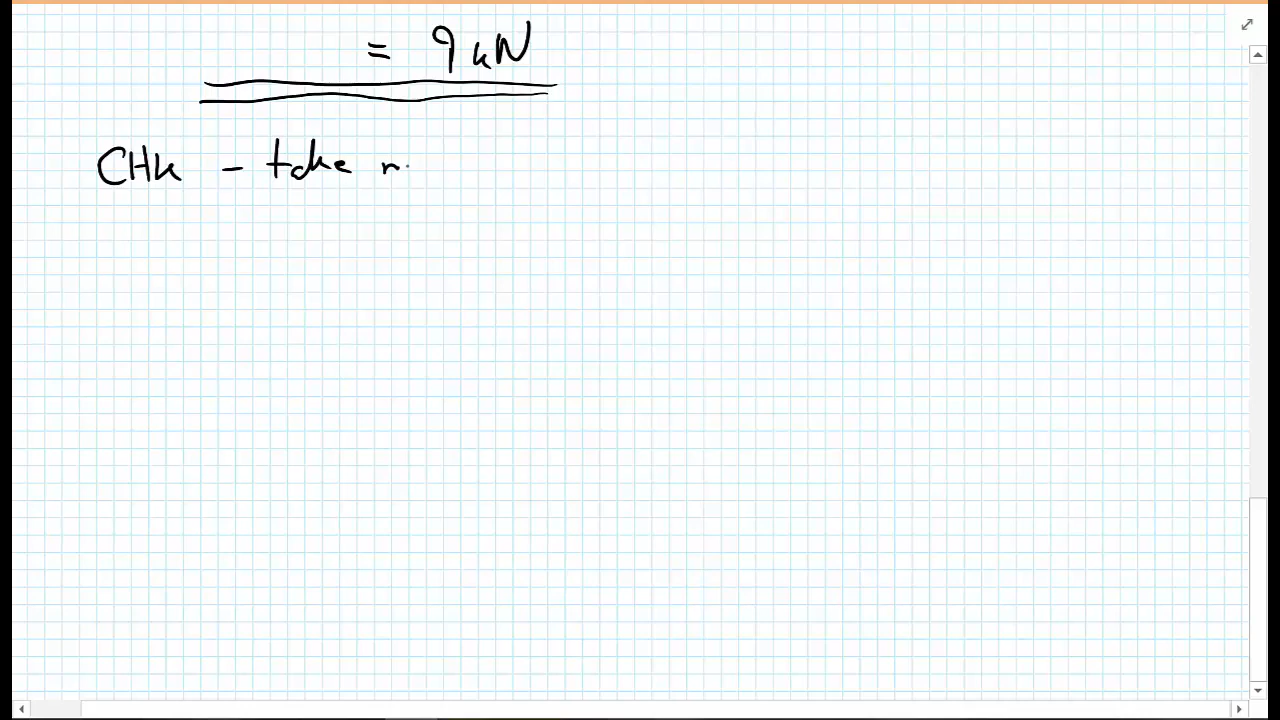 = 9 kN
CHK - take